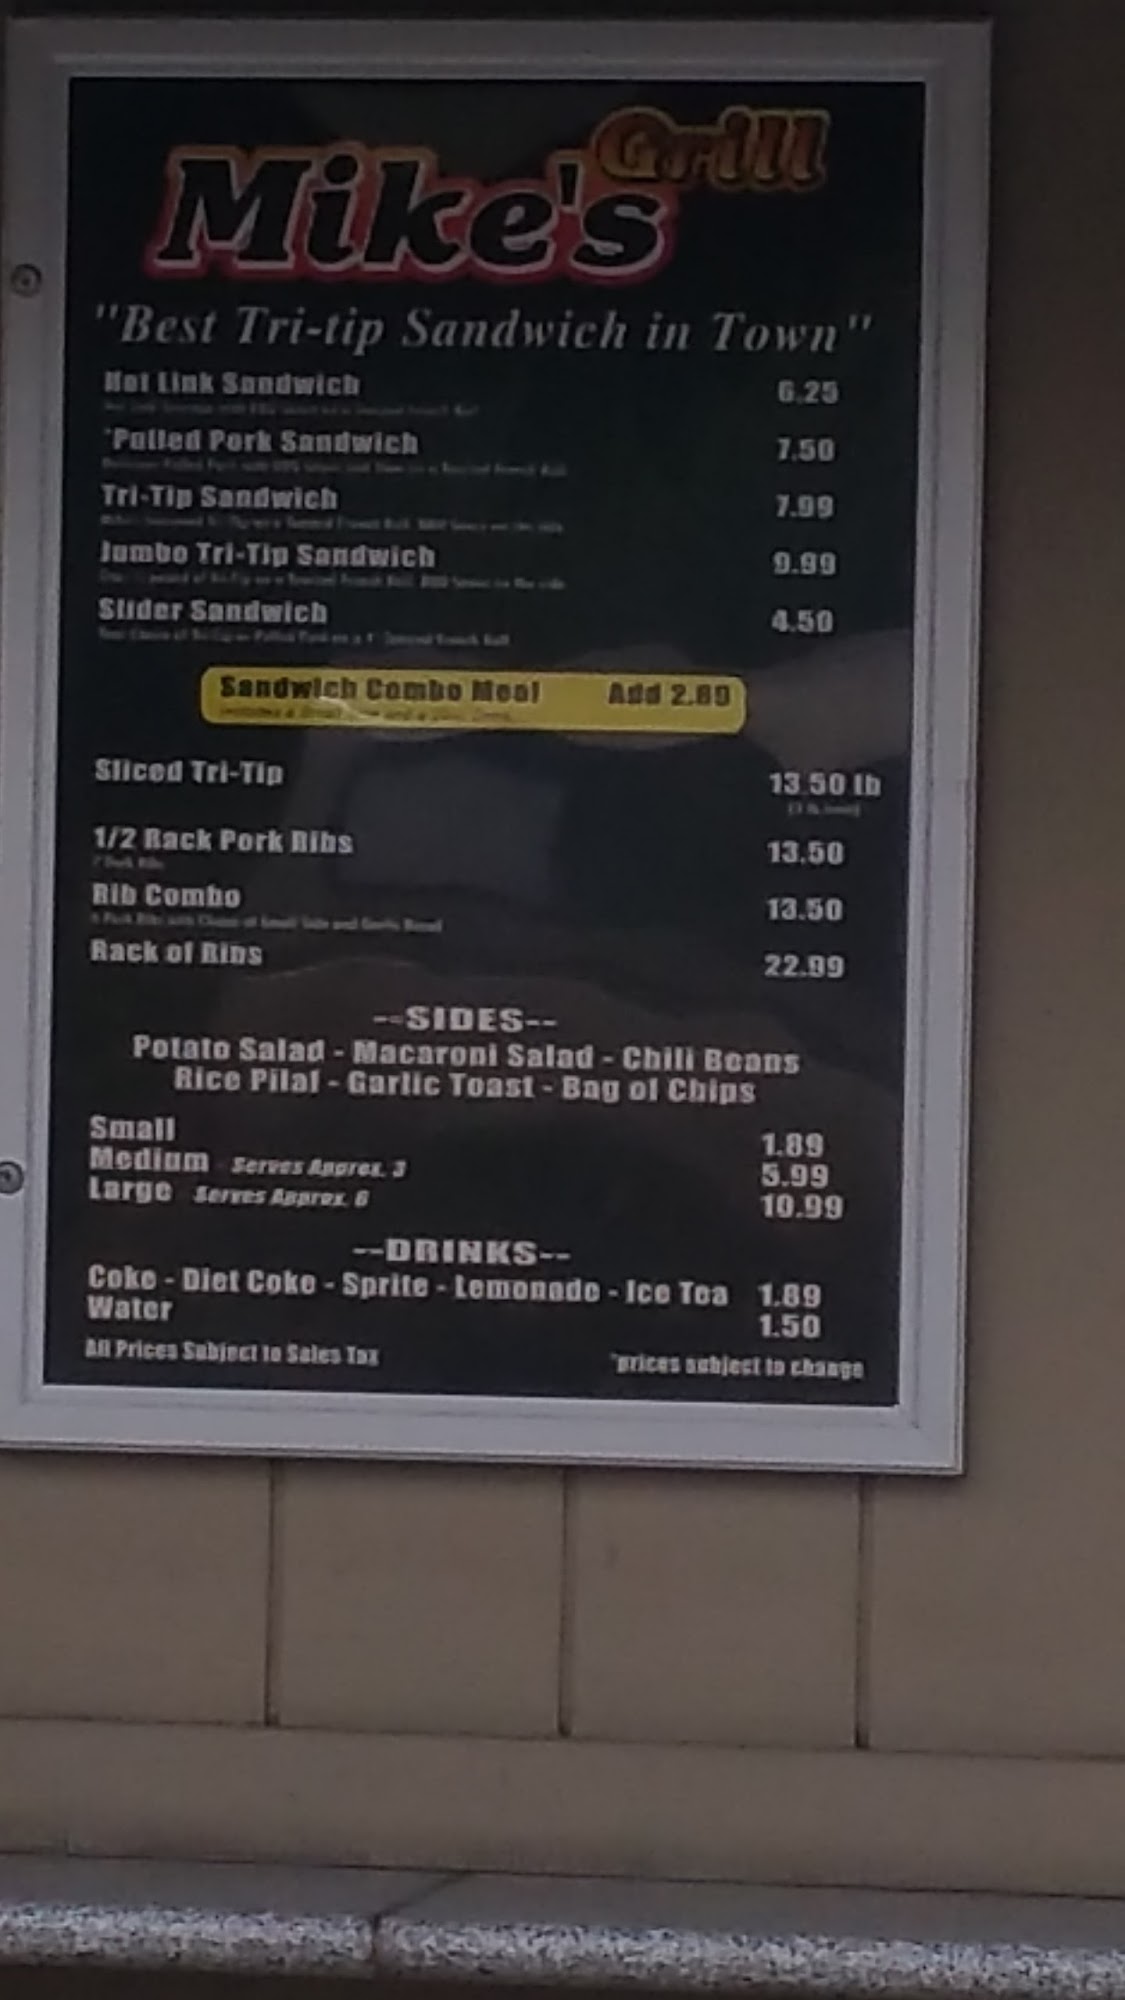 Mike's Grill
"Best Tri-tip Sandwich in Town"
Hot Link Sandwich 6.25
*Pulled Pork Sandwich 7.50
Tri-Tip Sandwich 7.99
Jumbo Tri-Tip Sandwich 9.99
Slider Sandwich 4.50
Sandwich Combo Meal Add 2.89
Sliced Tri-Tip 13.50 lb
1/2 Rack Pork Ribs 13.50
Rib Combo 13.50
Rack of Ribs 22.99
--SIDES--
Potato Salad - Macaroni Salad - Chili Beans
Rice Pilaf - Garlic Toast - Bag of Chips
Small 1.89
Medium Serves Approx. 3 5.99
Large Serves Approx. 6 10.99
--DRINKS--
Coke - Diet Coke - Sprite - Lemonade - Ice Tea 1.89
Water 1.50
All Prices Subject to Sales Tax *prices subject to change